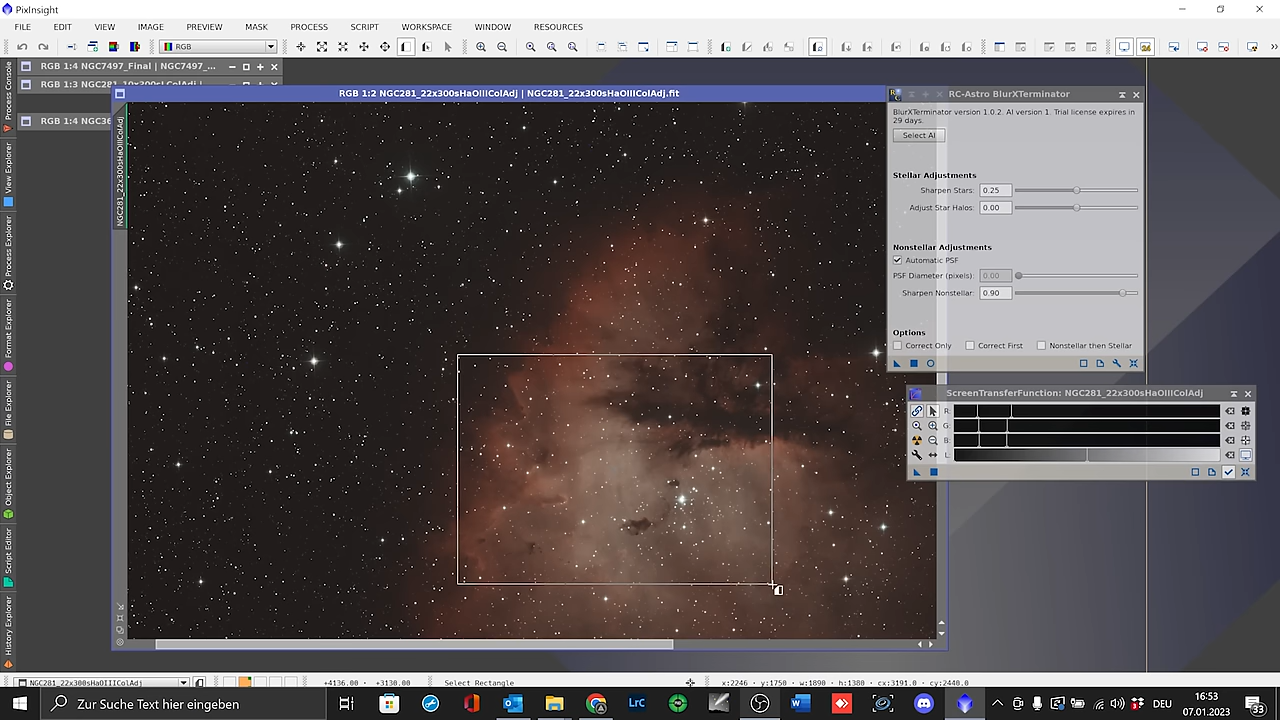 PixInsight
FILE EDIT VIEW IMAGE PREVIEW MASK PROCESS SCRIPT WORKSPACE WINDOW RESOURCES
RGB
Process Console
View Explorer
Process Explorer
Format Explorer
File Explorer
Object Explorer
Script Editor
History Explorer
RGB 1:4 NGC7497_Final | NGC7497_...
RGB 1:3 NGC281_10x300sLColAdj |
RGB 1:4 NGC36
RGB 1:2 NGC281_22x300sHaOIIIColAdj | NGC281_22x300sHaOIIIColAdj.fit
NGC281_22x300sHaOIIIColAdj
RC-Astro BlurXTerminator
BlurXTerminator version 1.0.2. AI version 1. Trial license expires in
29 days.
Select AI
Stellar Adjustments
Sharpen Stars: 0.25
Adjust Star Halos: 0.00
Nonstellar Adjustments
Automatic PSF
PSF Diameter (pixels): 0.00
Sharpen Nonstellar: 0.90
Options
Correct Only Correct First Nonstellar then Stellar
ScreenTransferFunction: NGC281_22x300sHaOIIIColAdj
R:
G:
B:
L:
NGC281_22x300sHaOIIIColAdj +4136.00 +3130.00 Select Rectangle x:2246 y:1750 w:1890 h:1380 cx:3191.0 cy:2440.0
Zur Suche Text hier eingeben
LrC
DEU
16:53
07.01.2023
33